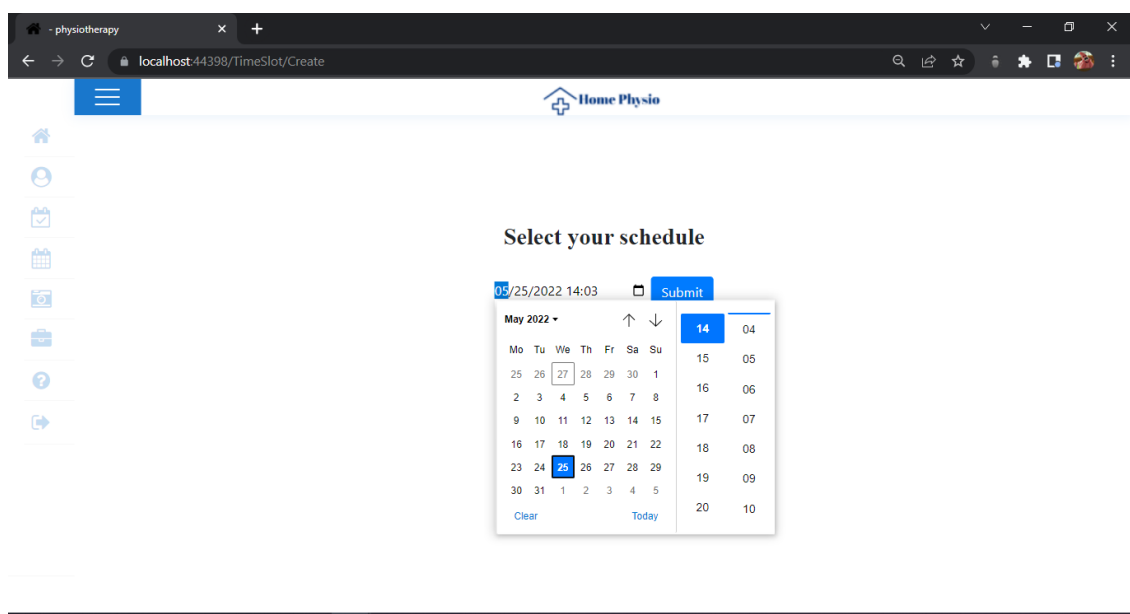 - physiotherapy
localhost:44398/TimeSlot/Create
Home Physio
Select your schedule
05/25/2022 14:03 Submit
May 2022
Mo Tu We Th Fr Sa Su
25 26 27 28 29 30 1
2 3 4 5 6 7 8
9 10 11 12 13 14 15
16 17 18 19 20 21 22
23 24 25 26 27 28 29
30 31 1 2 3 4 5
Clear Today
14 04
15 05
16 06
17 07
18 08
19 09
20 10